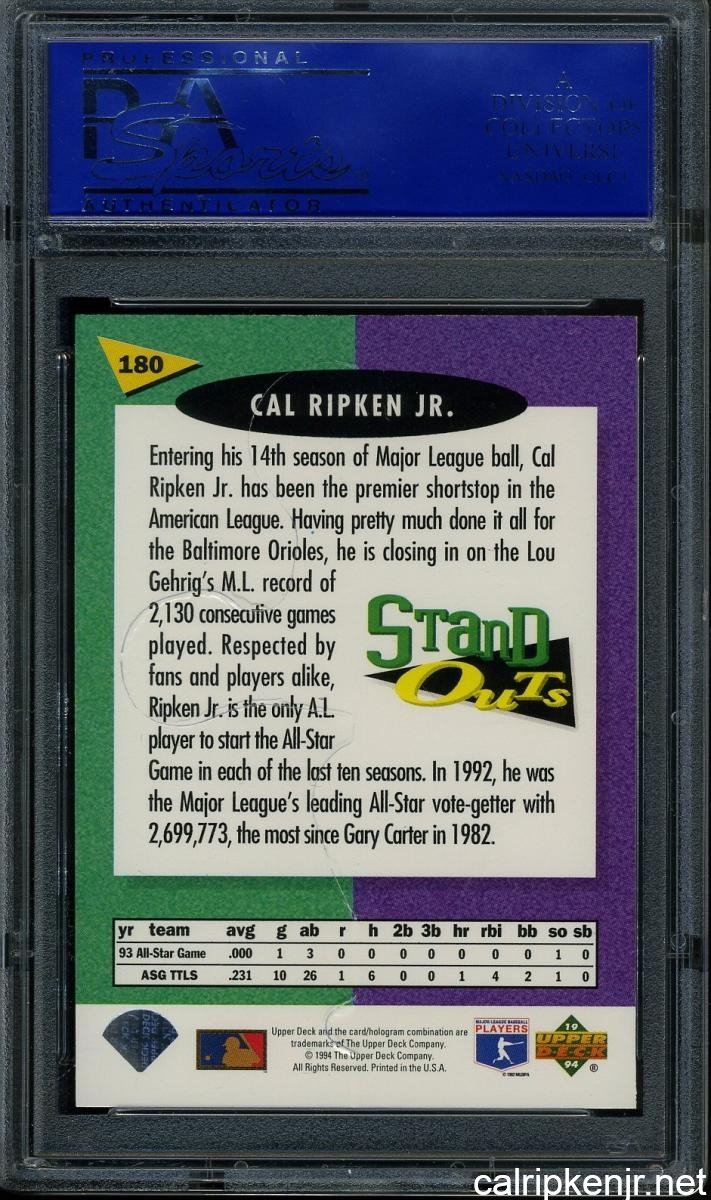 PROFESSIONAL
PSA
Sports
AUTHENTICATOR
A
DIVISION OF
COLLECTORS
UNIVERSE
NASDAQ: CLCT
180
CAL RIPKEN JR.
Entering his 14th season of Major League ball, Cal
Ripken Jr. has been the premier shortstop in the
American League. Having pretty much done it all for
the Baltimore Orioles, he is closing in on the Lou
Gehrig's M.L. record of
2,130 consecutive games
played. Respected by
fans and players alike,
Ripken Jr. is the only A.L.
player to start the All-Star
Game in each of the last ten seasons. In 1992, he was
the Major League's leading All-Star vote-getter with
2,699,773, the most since Gary Carter in 1982.
STanD
OuTs
yr team avg g ab r h 2b 3b hr rbi bb so sb
93 All-Star Game .000 1 3 0 0 0 0 0 0 0 1 0
ASG TTLS .231 10 26 1 6 0 0 1 4 2 1 0
Upper Deck and the card/hologram combination are
trademarks of The Upper Deck Company.
© 1994 The Upper Deck Company.
All Rights Reserved. Printed in the U.S.A.
MAJOR LEAGUE BASEBALL
PLAYERS
© 1992 MLBPA
19
UPPER
DECK
94 ®
calripkenjr.net